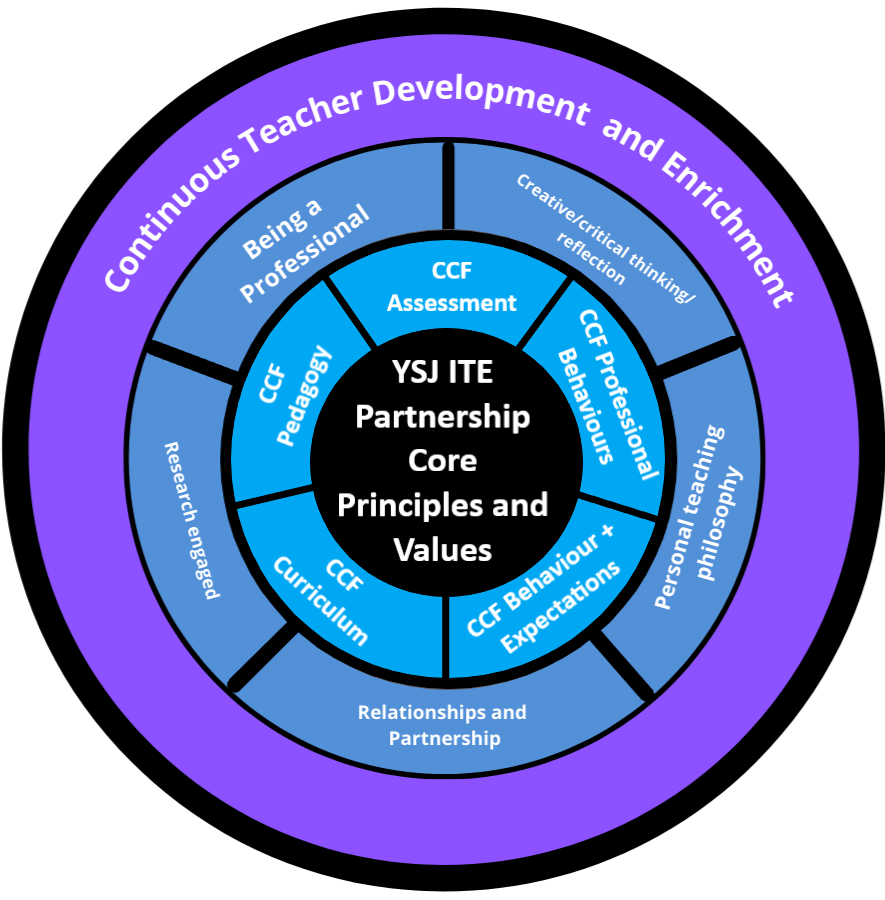 Continuous Teacher Development and Enrichment
Being a
Professional
Creative/critical thinking/
reflection
Personal teaching
philosophy
Relationships and
Partnership
Research engaged
CCF
Assessment
CCF Professional
Behaviours
CCF Behaviour +
Expectations
CCF
Curriculum
CCF
Pedagogy
YSJ ITE
Partnership
Core
Principles and
Values